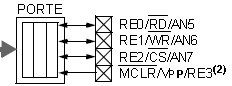 PORTE
RE0/RD/AN5
RE1/WR/AN6
RE2/CS/AN7
MCLR/VPP/RE3(2)